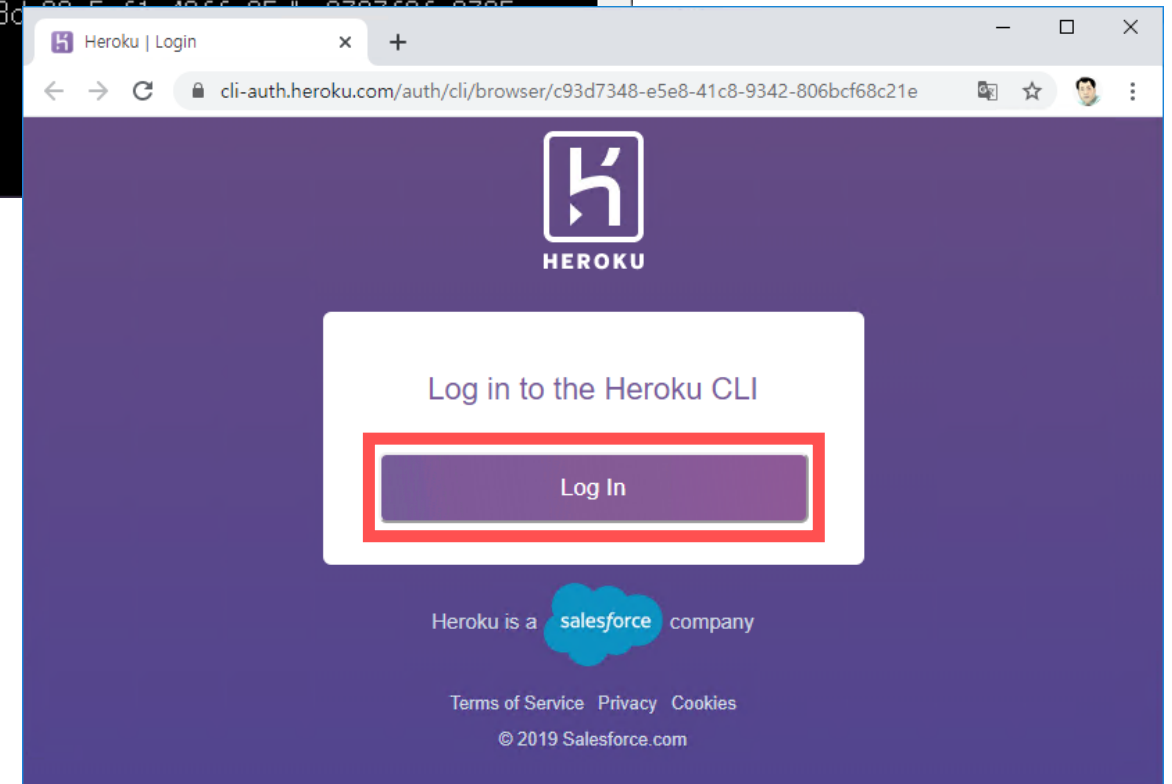 Heroku | Login
cli-auth.heroku.com/auth/cli/browser/c93d7348-e5e8-41c8-9342-806bcf68c21e
HEROKU
Log in to the Heroku CLI
Log In
Heroku is a salesforce company
Terms of Service Privacy Cookies
© 2019 Salesforce.com